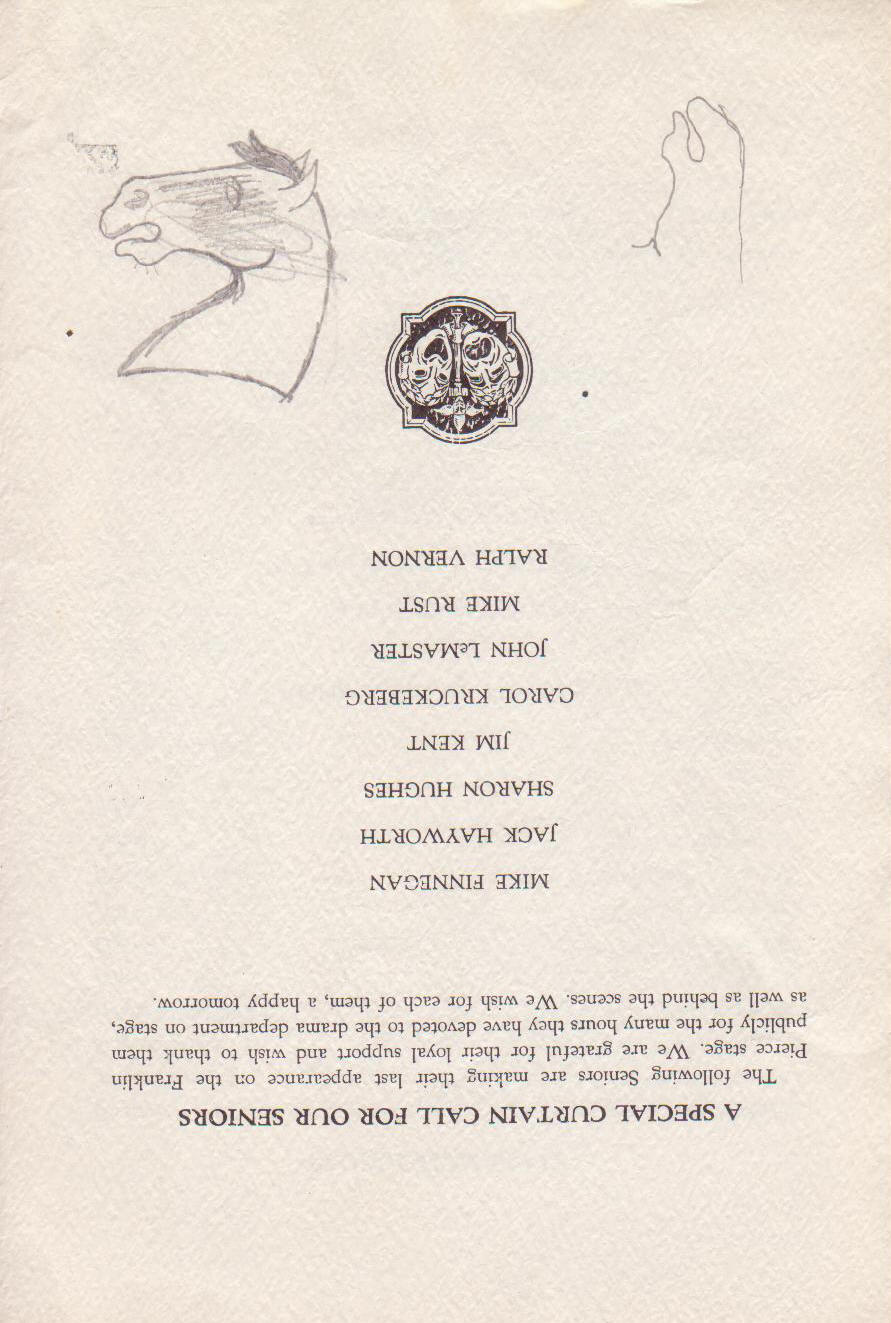 A SPECIAL CURTAIN CALL FOR OUR SENIORS
The following Seniors are making their last appearance on the Franklin
Pierce stage. We are grateful for their loyal support and wish to thank them
publicly for the many hours they have devoted to the drama department on stage,
as well as behind the scenes. We wish for each of them, a happy tomorrow.
MIKE FINNEGAN
JACK HAYWORTH
SHARON HUGHES
JIM KENT
CAROL KRUCKEBERG
JOHN LeMASTER
MIKE RUST
RALPH VERNON